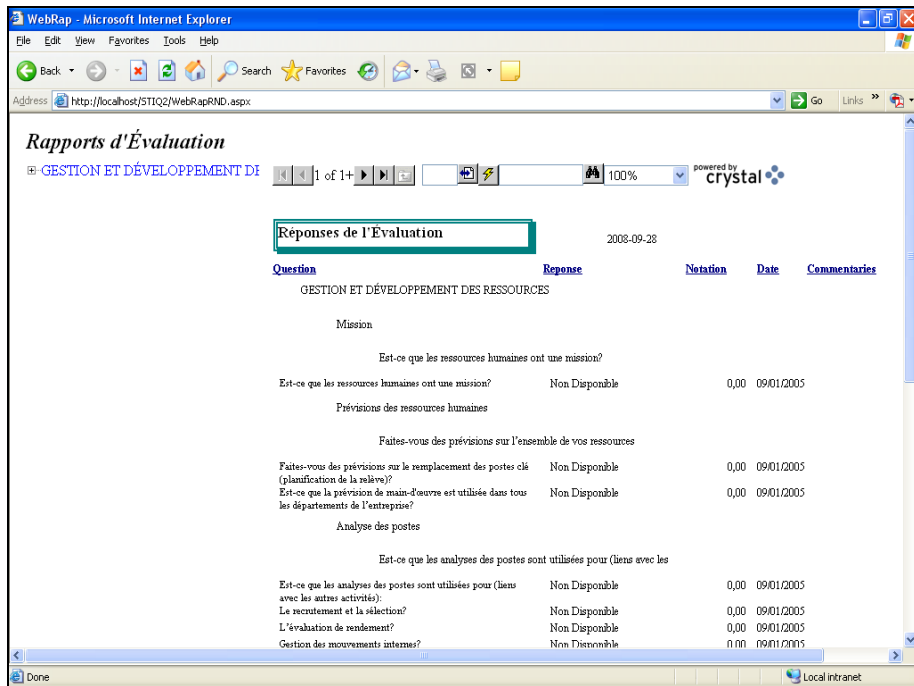 WebRap - Microsoft Internet Explorer
File Edit View Favorites Tools Help
Back Search Favorites
Address http://localhost/STIQ2/WebRapRND.aspx Go Links »
Rapports d'Évaluation
GESTION ET DÉVELOPPEMENT DE
1 of 1+ 100% powered by crystal
Réponses de l'Évaluation
2008-09-28
Question Reponse Notation Date Commentaries
GESTION ET DÉVELOPPEMENT DES RESSOURCES
Mission
Est-ce que les ressources humaines ont une mission?
Est-ce que les ressources humaines ont une mission? Non Disponible 0,00 09/01/2005
Prévisions des ressources humaines
Faites-vous des prévisions sur l'ensemble de vos ressources
Faites-vous des prévisions sur le remplacement des postes clé Non Disponible 0,00 09/01/2005
(planification de la relève)?
Est-ce que la prévision de main-d'œuvre est utilisée dans tous Non Disponible 0,00 09/01/2005
les départements de l'entreprise?
Analyse des postes
Est-ce que les analyses des postes sont utilisées pour (liens avec les
Est-ce que les analyses des postes sont utilisées pour (liens Non Disponible 0,00 09/01/2005
avec les autres activités):
Le recrutement et la sélection? Non Disponible 0,00 09/01/2005
L'évaluation de rendement? Non Disponible 0,00 09/01/2005
Gestion des mouvements internes? Non Disponible 0,00 09/01/2005
Done Local intranet